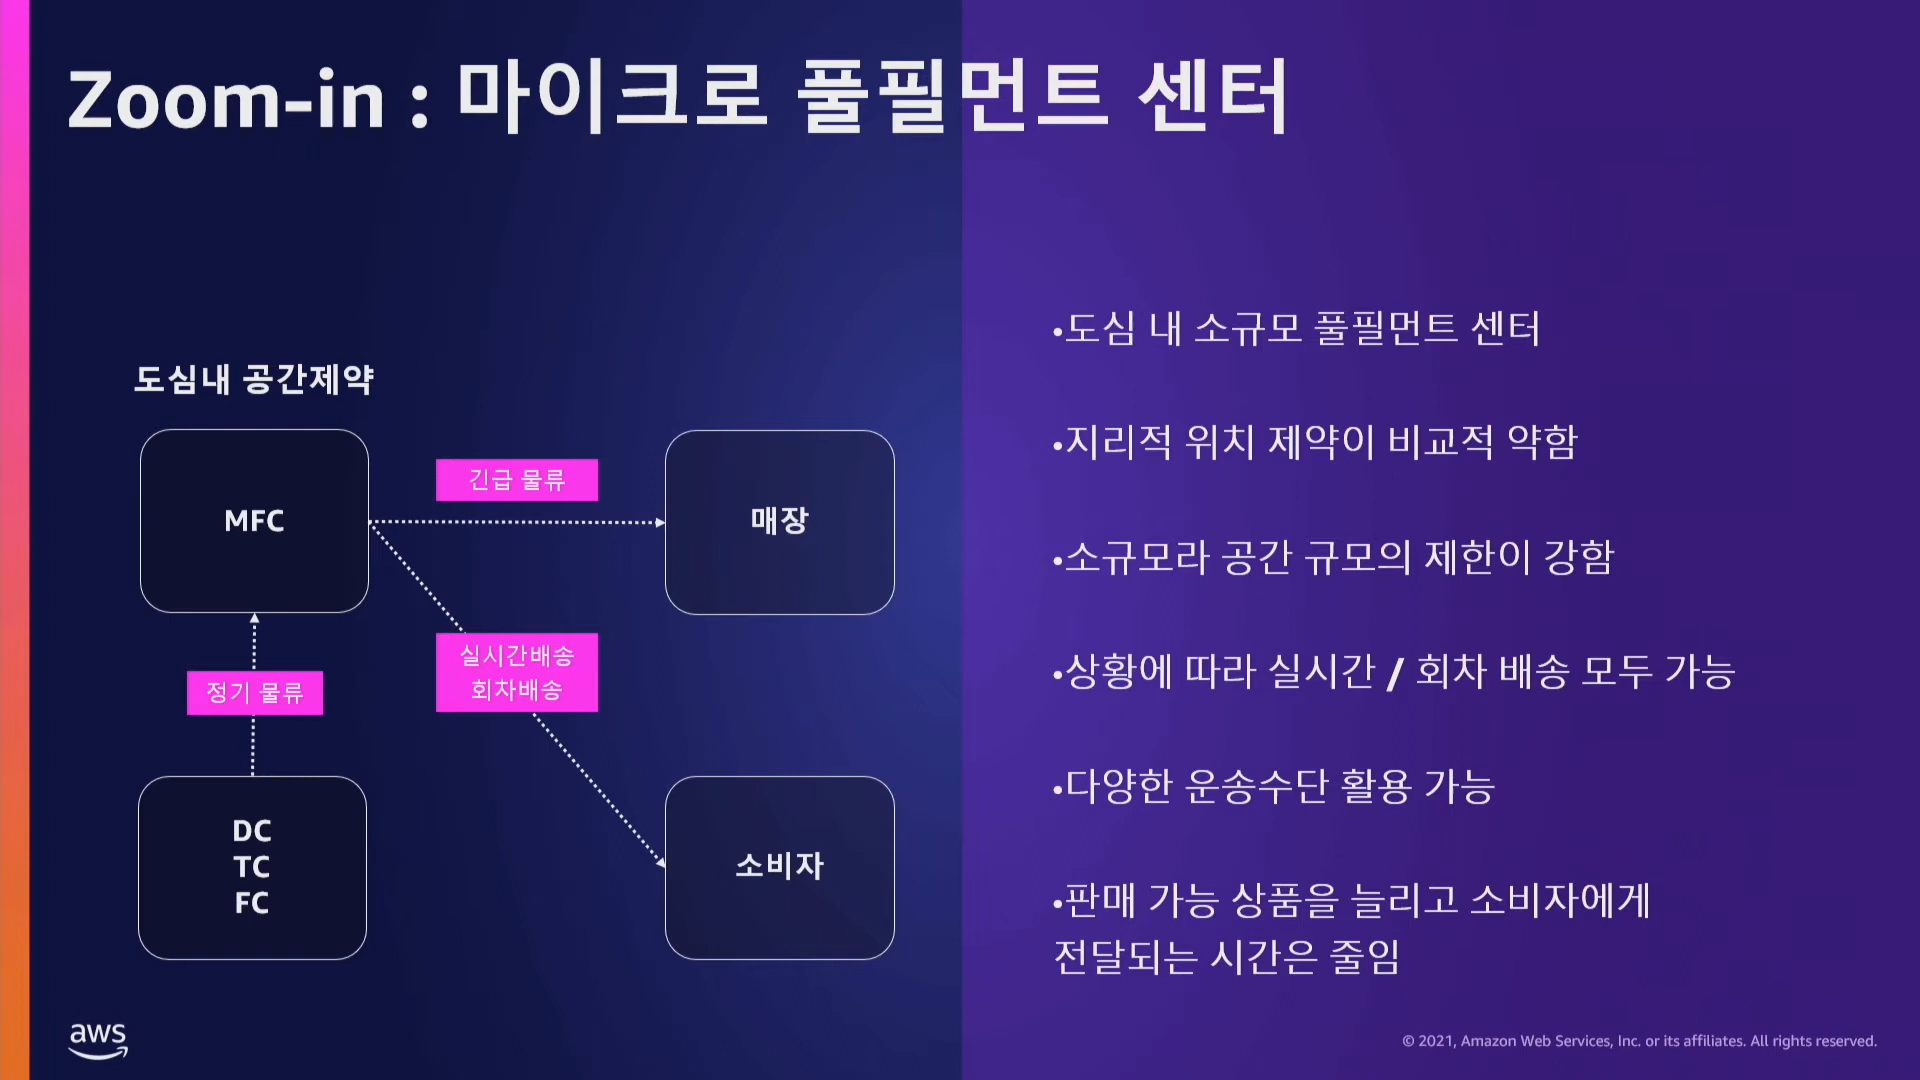 Zoom-in : 마이크로 풀필먼트 센터
도심내 공간제약
MFC
긴급 물류
매장
실시간배송
회차배송
정기 물류
DC
TC
FC
소비자
•도심 내 소규모 풀필먼트 센터
•지리적 위치 제약이 비교적 약함
•소규모라 공간 규모의 제한이 강함
•상황에 따라 실시간 / 회차 배송 모두 가능
•다양한 운송수단 활용 가능
•판매 가능 상품을 늘리고 소비자에게
전달되는 시간은 줄임
aws
© 2021, Amazon Web Services, Inc. or its affiliates. All rights reserved.